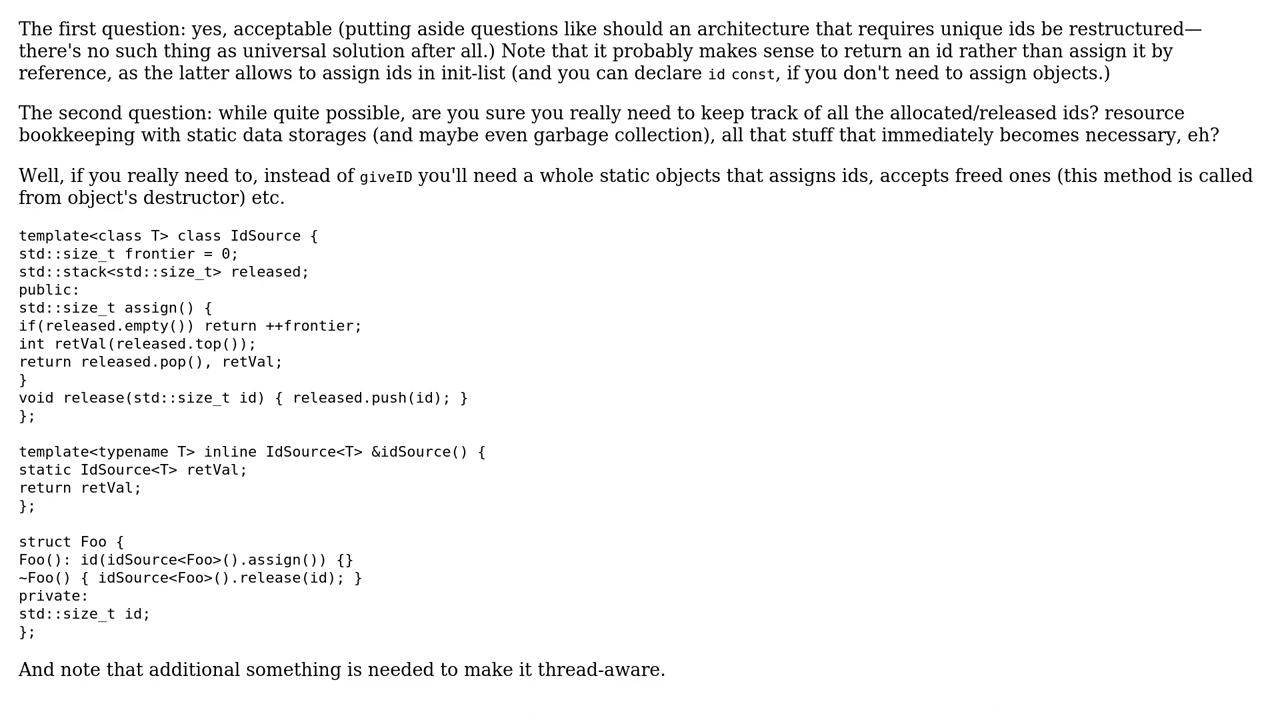 The first question: yes, acceptable (putting aside questions like should an architecture that requires unique ids be restructured—
there's no such thing as universal solution after all.) Note that it probably makes sense to return an id rather than assign it by
reference, as the latter allows to assign ids in init-list (and you can declare id const, if you don't need to assign objects.)
The second question: while quite possible, are you sure you really need to keep track of all the allocated/released ids? resource
bookkeeping with static data storages (and maybe even garbage collection), all that stuff that immediately becomes necessary, eh?
Well, if you really need to, instead of giveID you'll need a whole static objects that assigns ids, accepts freed ones (this method is called
from object's destructor) etc.
template<class T> class IdSource {
std::size_t frontier = 0;
std::stack<std::size_t> released;
public:
std::size_t assign() {
if(released.empty()) return ++frontier;
int retVal(released.top());
return released.pop(), retVal;
}
void release(std::size_t id) { released.push(id); }
};
template<typename T> inline IdSource<T> &idSource() {
static IdSource<T> retVal;
return retVal;
};
struct Foo {
Foo(): id(idSource<Foo>().assign()) {}
~Foo() { idSource<Foo>().release(id); }
private:
std::size_t id;
};
And note that additional something is needed to make it thread-aware.